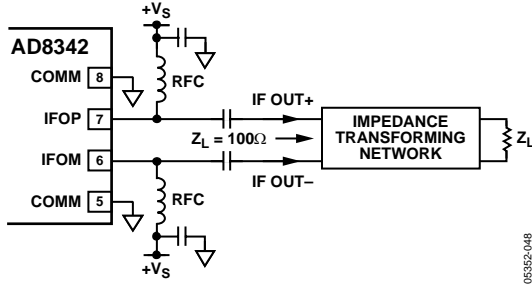 +VS
AD8342
COMM 8
RFC
IFOP 7
IF OUT+
ZL = 100Ω
IMPEDANCE
TRANSFORMING
NETWORK
ZL
IFOM 6
IF OUT–
COMM 5
RFC
+VS
05352-048